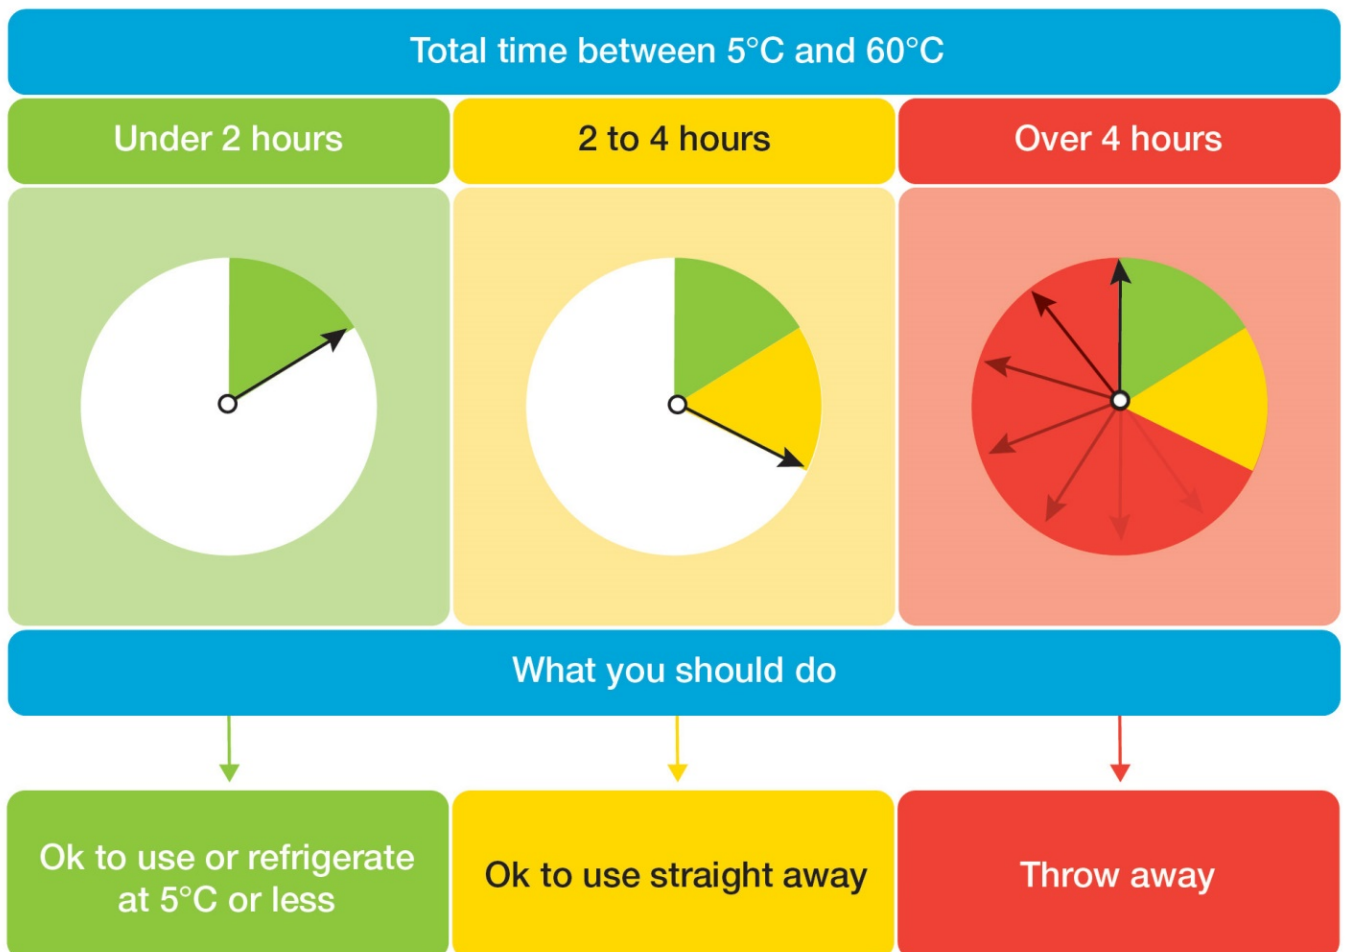 Total time between 5°C and 60°C
Under 2 hours
2 to 4 hours
Over 4 hours
What you should do
Ok to use or refrigerate
at 5°C or less
Ok to use straight away
Throw away